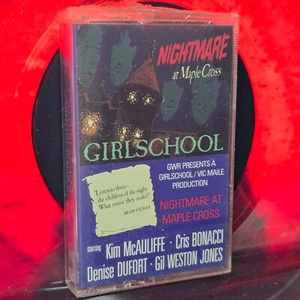 NIGHTMARE
at Maple Cross
GIRLSCHOOL
GWR PRESENTS A
GIRLSCHOOL / VIC MAILE
PRODUCTION
"Listen to them -
the children of the night.
What music they make!"
BRAM STOKER
NIGHTMARE AT
MAPLE CROSS
starring Kim McAULIFFE · Cris BONACCI
Denise DUFORT · Gil WESTON JONES